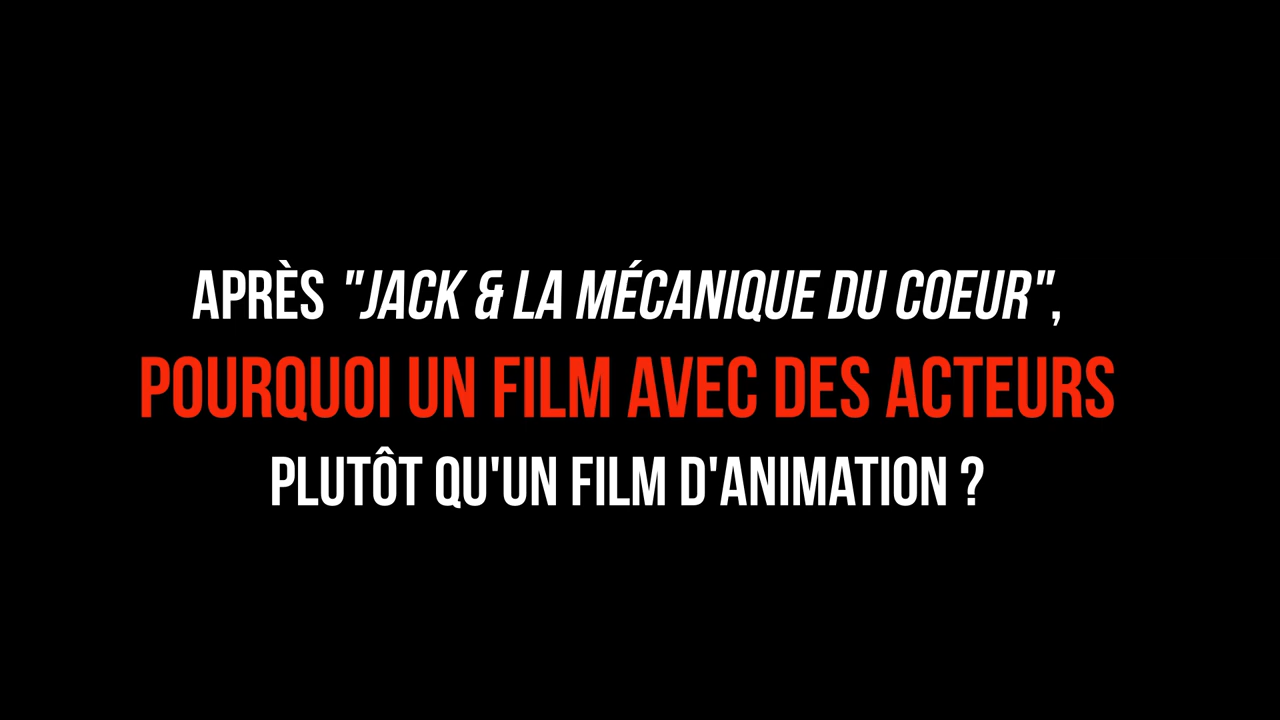 APRÈS "JACK & LA MÉCANIQUE DU COEUR",
POURQUOI UN FILM AVEC DES ACTEURS
PLUTÔT QU'UN FILM D'ANIMATION ?